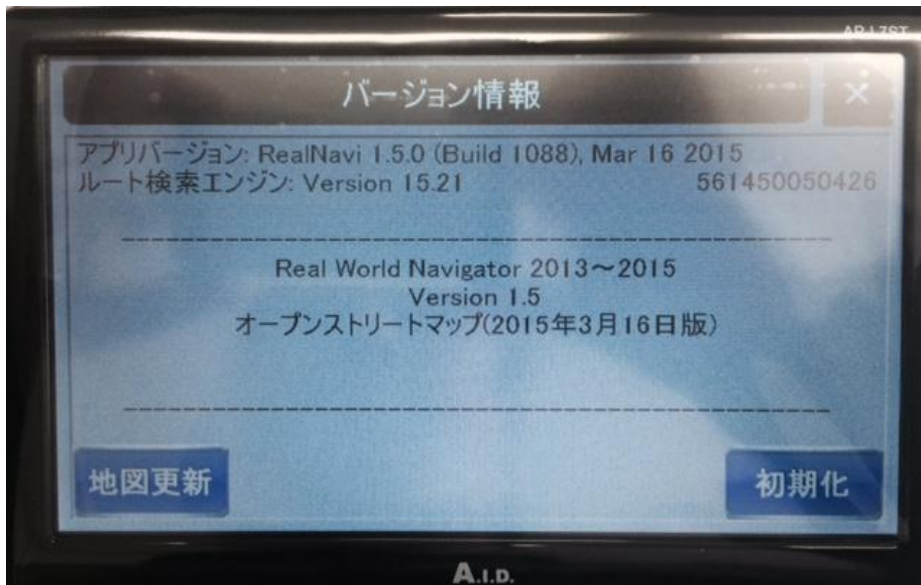 バージョン情報
×
アプリバージョン: RealNavi 1.5.0 (Build 1088), Mar 16 2015
ルート検索エンジン: Version 15.21 561450050426
Real World Navigator 2013～2015
Version 1.5
オープンストリートマップ(2015年3月16日版)
地図更新
初期化
A.I.D.